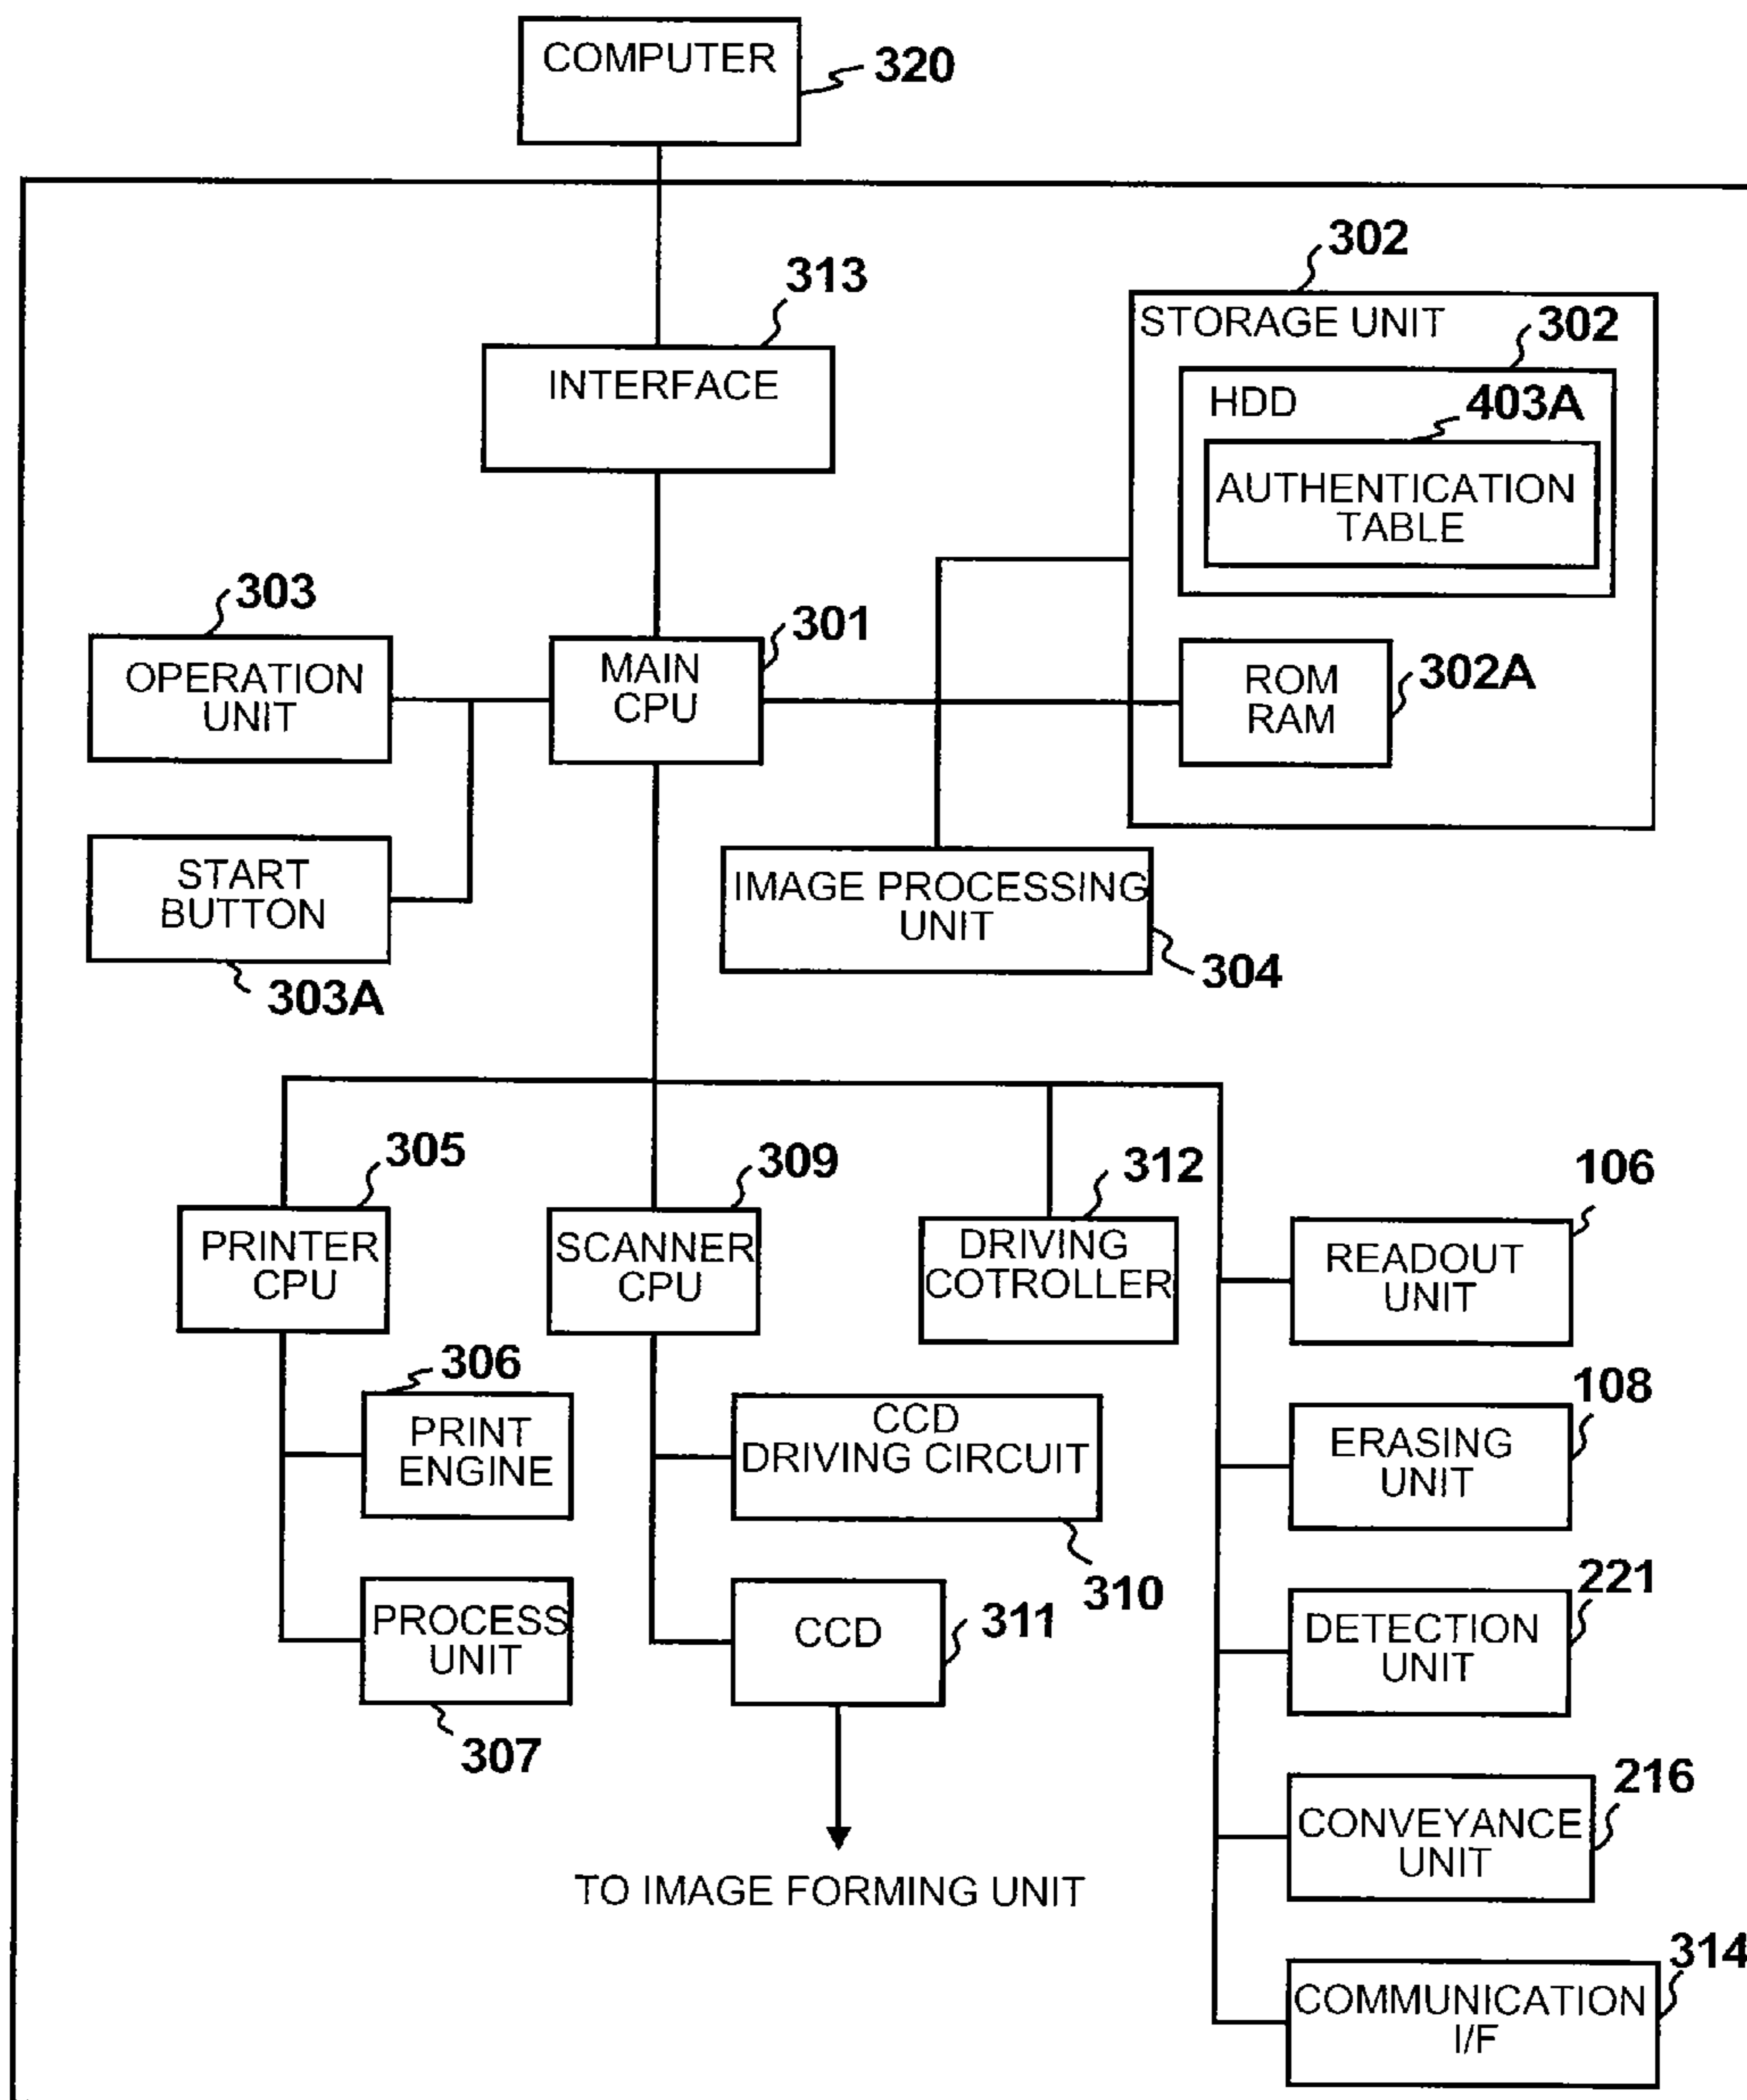 COMPUTER
320
313
INTERFACE
302
STORAGE UNIT
302
HDD
403A
AUTHENTICATION
TABLE
303
OPERATION
UNIT
301
MAIN
CPU
ROM
RAM
302A
START
BUTTON
303A
IMAGE PROCESSING
UNIT
304
305
PRINTER
CPU
309
SCANNER
CPU
312
DRIVING
COTROLLER
106
READOUT
UNIT
306
PRINT
ENGINE
CCD
DRIVING CIRCUIT
310
108
ERASING
UNIT
PROCESS
UNIT
307
CCD
311
221
DETECTION
UNIT
TO IMAGE FORMING UNIT
216
CONVEYANCE
UNIT
314
COMMUNICATION
I/F